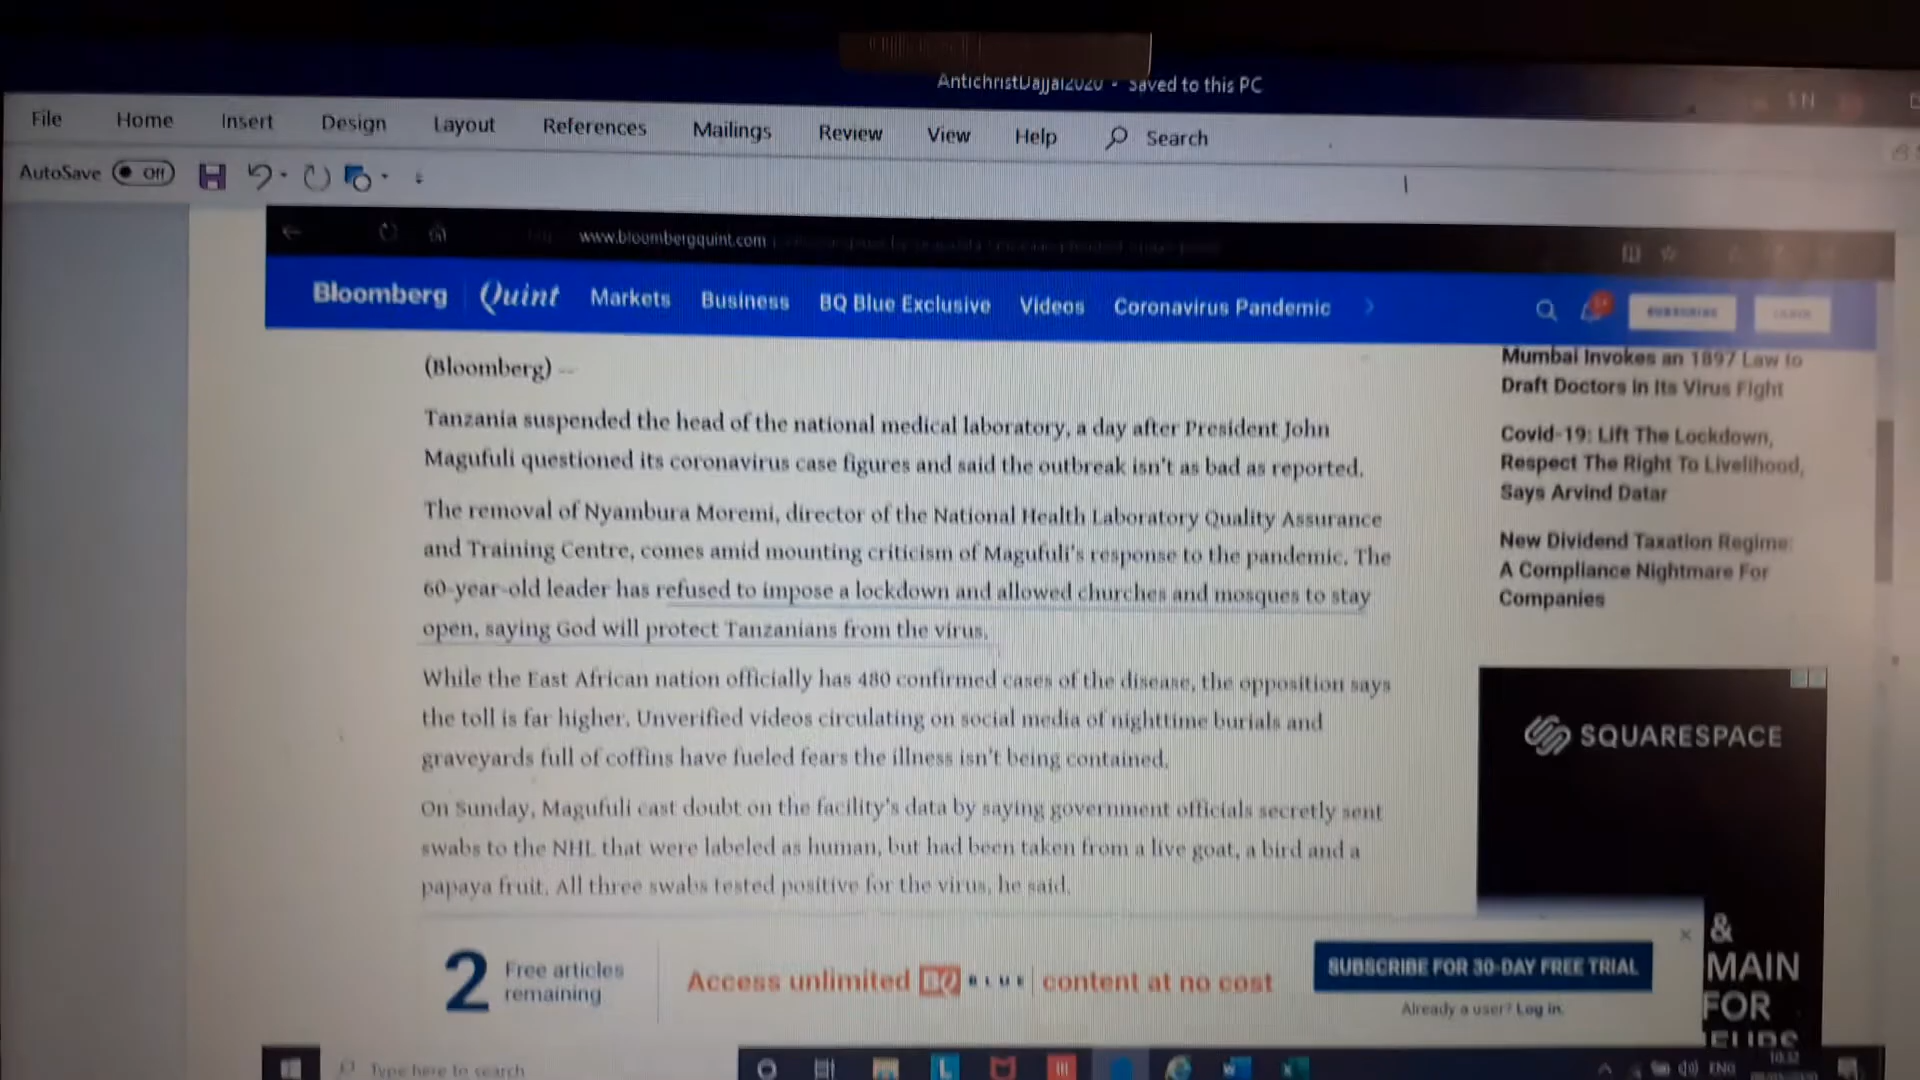 AntichristDajjal2020 - Saved to this PC
File Home Insert Design Layout References Mailings Review View Help Search
AutoSave Off
www.bloombergquint.com
Bloomberg | Quint Markets Business BQ Blue Exclusive Videos Coronavirus Pandemic
SUBSCRIBE
(Bloomberg) --
Tanzania suspended the head of the national medical laboratory, a day after President John
Magufuli questioned its coronavirus case figures and said the outbreak isn't as bad as reported.
The removal of Nyambura Moremi, director of the National Health Laboratory Quality Assurance
and Training Centre, comes amid mounting criticism of Magufuli's response to the pandemic. The
60-year-old leader has refused to impose a lockdown and allowed churches and mosques to stay
open, saying God will protect Tanzanians from the virus.
While the East African nation officially has 480 confirmed cases of the disease, the opposition says
the toll is far higher. Unverified videos circulating on social media of nighttime burials and
graveyards full of coffins have fueled fears the illness isn't being contained.
On Sunday, Magufuli cast doubt on the facility's data by saying government officials secretly sent
swabs to the NHL that were labeled as human, but had been taken from a live goat, a bird and a
papaya fruit. All three swabs tested positive for the virus, he said.
Mumbai Invokes an 1897 Law to
Draft Doctors in Its Virus Fight
Covid-19: Lift The Lockdown,
Respect The Right To Livelihood,
Says Arvind Datar
New Dividend Taxation Regime:
A Compliance Nightmare For
Companies
SQUARESPACE
&
MAIN
FOR
2 Free articles
remaining
Access unlimited BQ BLUE | content at no cost
SUBSCRIBE FOR 30-DAY FREE TRIAL
Already a user? Log in.
Type here to search
ENG
10:32